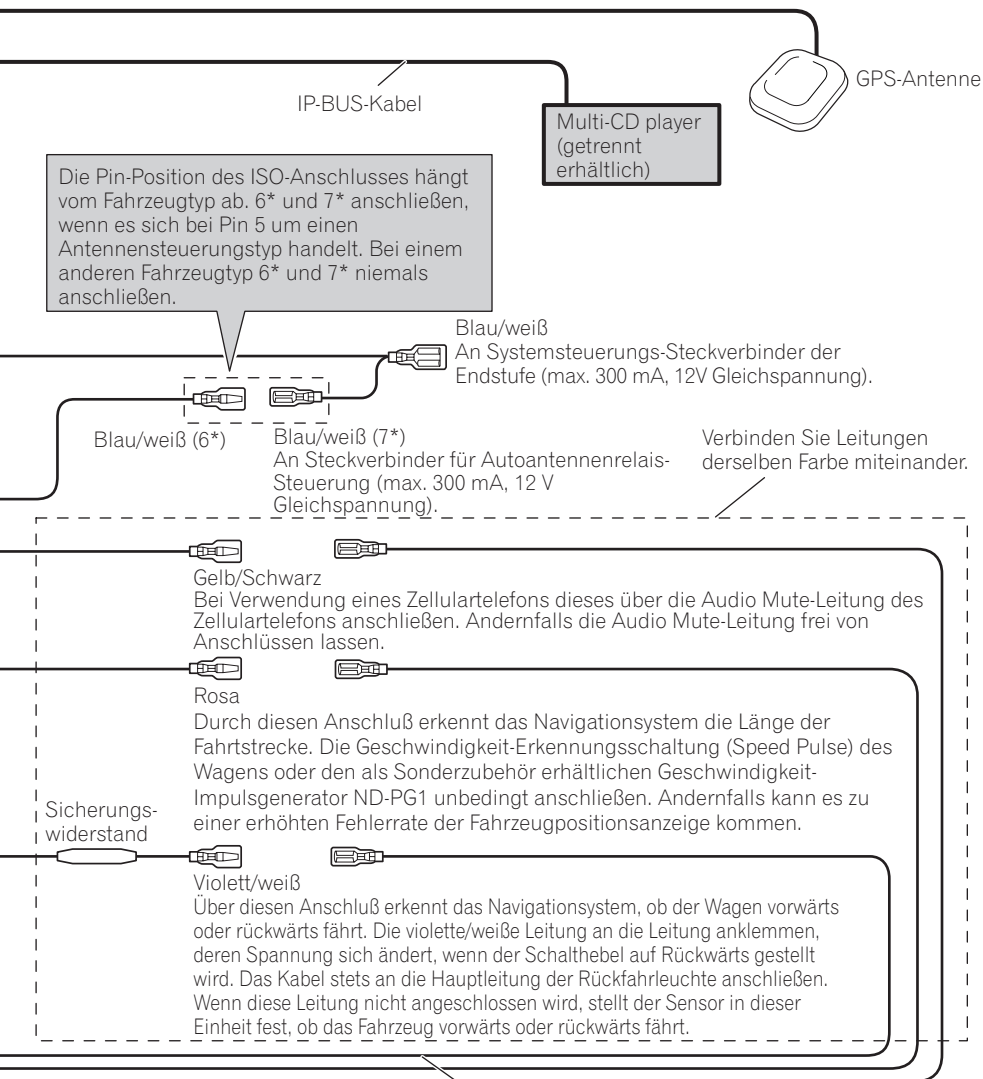 GPS-Antenne
IP-BUS-Kabel
Multi-CD player
(getrennt
erhältlich)
Die Pin-Position des ISO-Anschlusses hängt
vom Fahrzeugtyp ab. 6* und 7* anschließen,
wenn es sich bei Pin 5 um einen
Antennensteuerungstyp handelt. Bei einem
anderen Fahrzeugtyp 6* und 7* niemals
anschließen.
Blau/weiß
An Systemsteuerungs-Steckverbinder der
Endstufe (max. 300 mA, 12V Gleichspannung).
Blau/weiß (6*)
Blau/weiß (7*)
An Steckverbinder für Autoantennenrelais-
Steuerung (max. 300 mA, 12 V
Gleichspannung).
Verbinden Sie Leitungen
derselben Farbe miteinander.
Gelb/Schwarz
Bei Verwendung eines Zellulartelefons dieses über die Audio Mute-Leitung des
Zellulartelefons anschließen. Andernfalls die Audio Mute-Leitung frei von
Anschlüssen lassen.
Rosa
Durch diesen Anschluß erkennt das Navigationsystem die Länge der
Fahrtstrecke. Die Geschwindigkeit-Erkennungsschaltung (Speed Pulse) des
Wagens oder den als Sonderzubehör erhältlichen Geschwindigkeit-
Impulsgenerator ND-PG1 unbedingt anschließen. Andernfalls kann es zu
einer erhöhten Fehlerrate der Fahrzeugpositionsanzeige kommen.
Sicherungs-
widerstand
Violett/weiß
Über diesen Anschluß erkennt das Navigationsystem, ob der Wagen vorwärts
oder rückwärts fährt. Die violette/weiße Leitung an die Leitung anklemmen,
deren Spannung sich ändert, wenn der Schalthebel auf Rückwärts gestellt
wird. Das Kabel stets an die Hauptleitung der Rückfahrleuchte anschließen.
Wenn diese Leitung nicht angeschlossen wird, stellt der Sensor in dieser
Einheit fest, ob das Fahrzeug vorwärts oder rückwärts fährt.